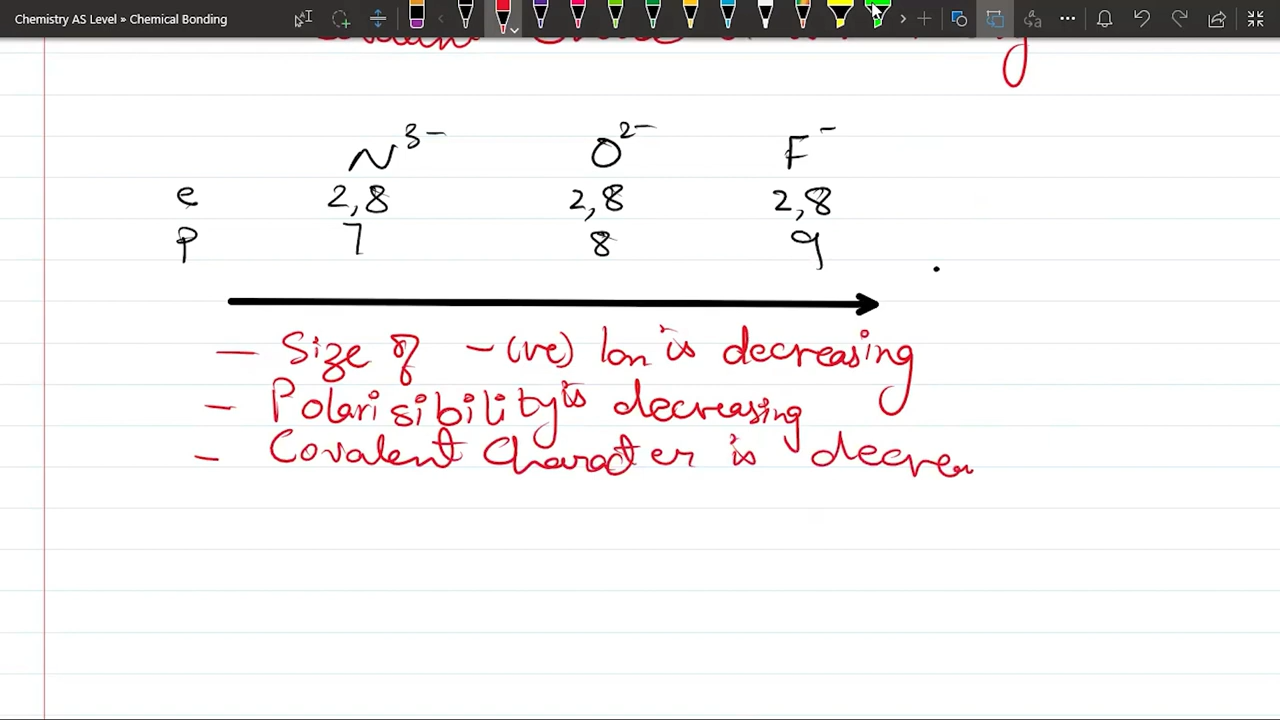 Chemistry AS Level » Chemical Bonding
N³⁻ O²⁻ F⁻
e 2,8 2,8 2,8
P 7 8 9
— Size of -(ve) Ion is decreasing
- Polarisibility is decreasing
- Covalent Character is decrea